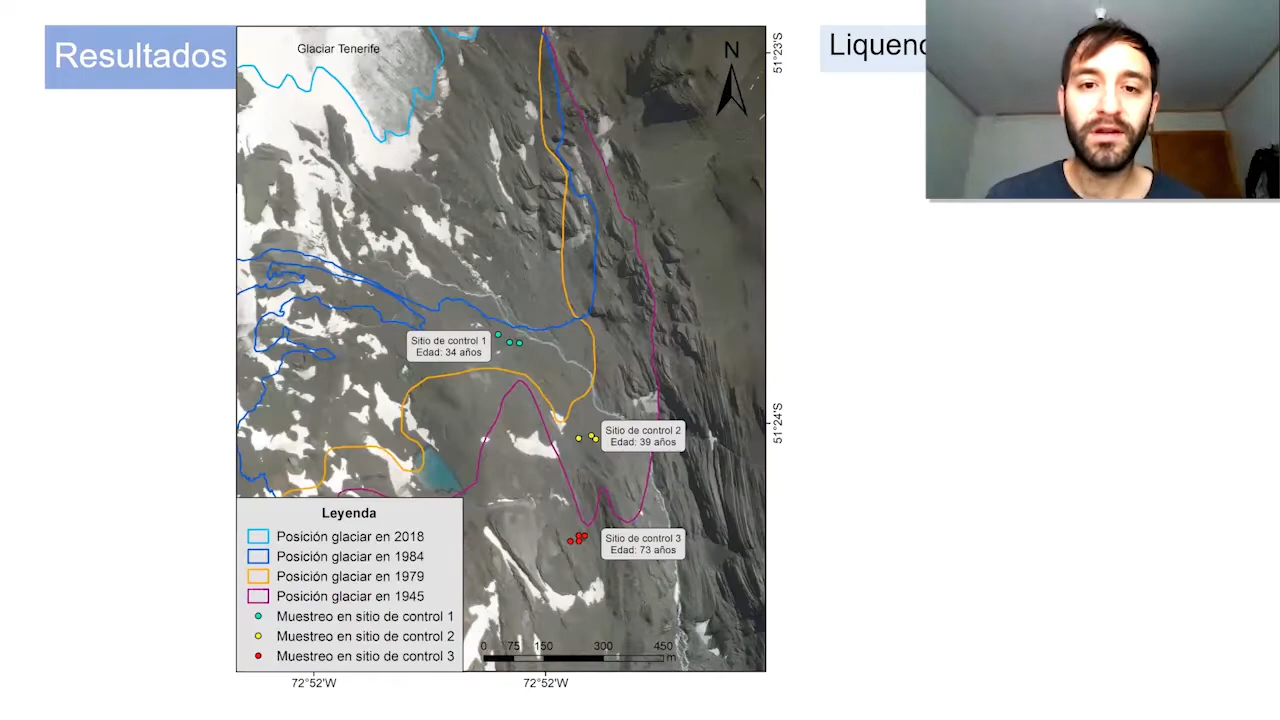 Resultados
Glaciar Tenerife
N
51°23'S
Sitio de control 1
Edad: 34 años
Sitio de control 2
Edad: 39 años
51°24'S
Sitio de control 3
Edad: 73 años
Leyenda
Posición glaciar en 2018
Posición glaciar en 1984
Posición glaciar en 1979
Posición glaciar en 1945
Muestreo en sitio de control 1
Muestreo en sitio de control 2
Muestreo en sitio de control 3
0 75 150 300 450
m
72°52'W 72°52'W